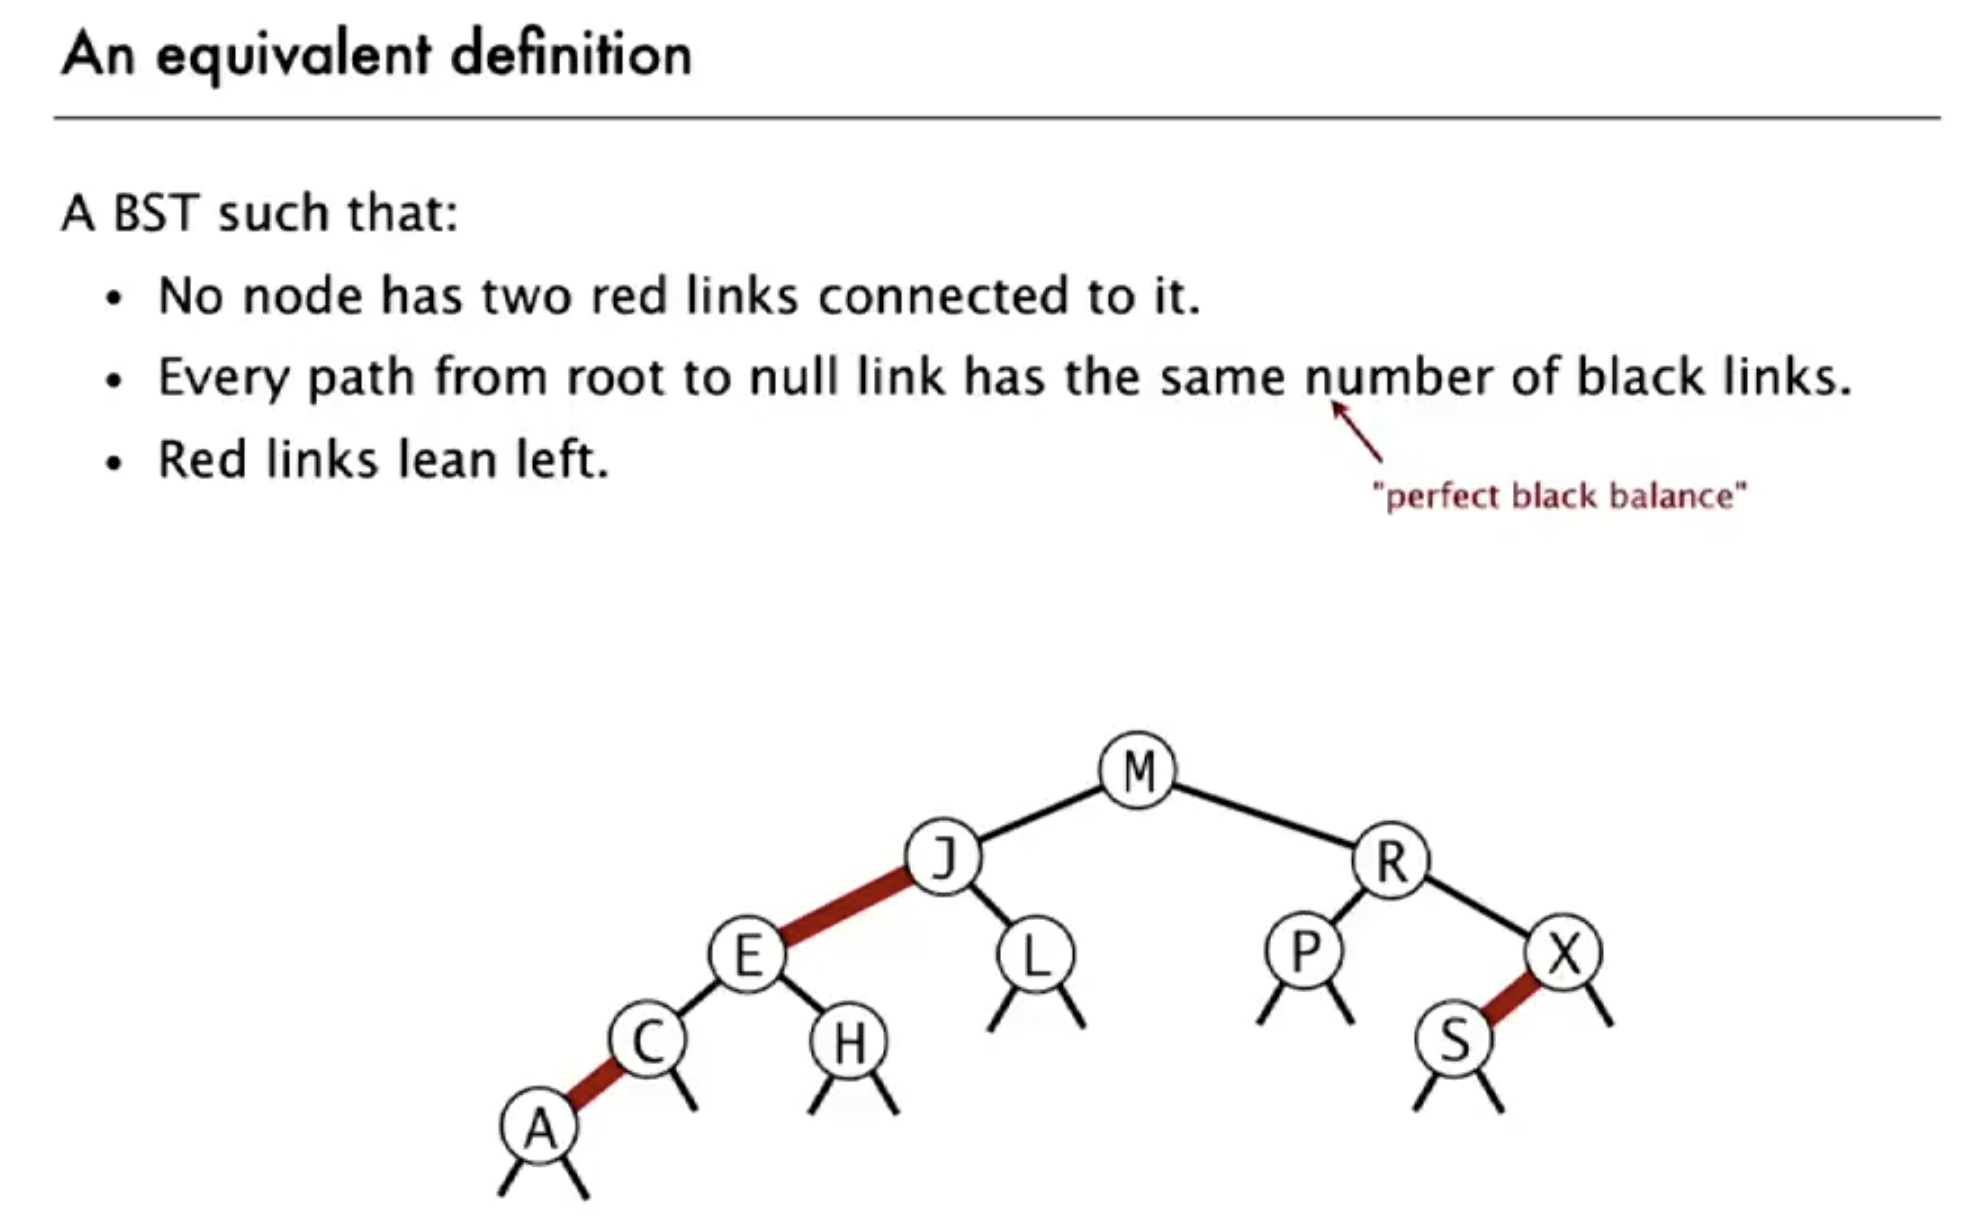 An equivalent definition
A BST such that:
• No node has two red links connected to it.
• Every path from root to null link has the same number of black links.
• Red links lean left.
"perfect black balance"
M
J
R
E
L
P
X
C
H
S
A